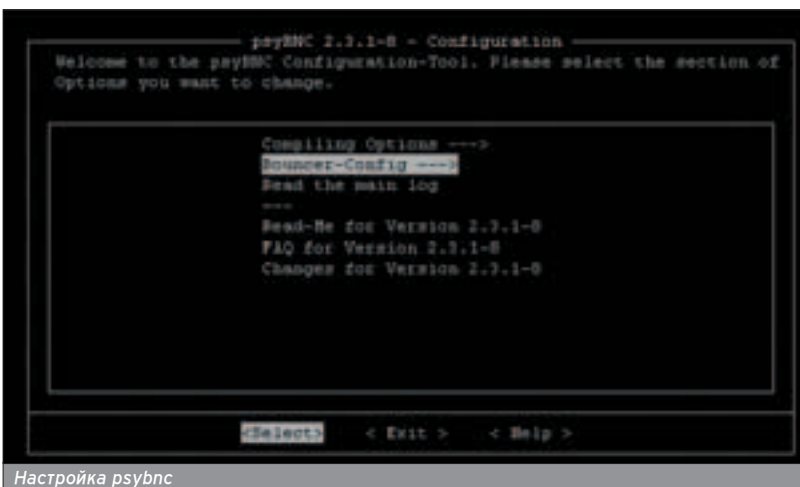 psyBNC 2.3.1-8 - Configuration
Welcome to the psyBNC Configuration-Tool. Please select the section of
Options you want to change.
Compiling Options --->
Bouncer-Config --->
Read the main log
---
Read-Me for Version 2.3.1-8
FAQ for Version 2.3.1-8
Changes for Version 2.3.1-8
<Select> < Exit > < Help >
Настройка psybnc